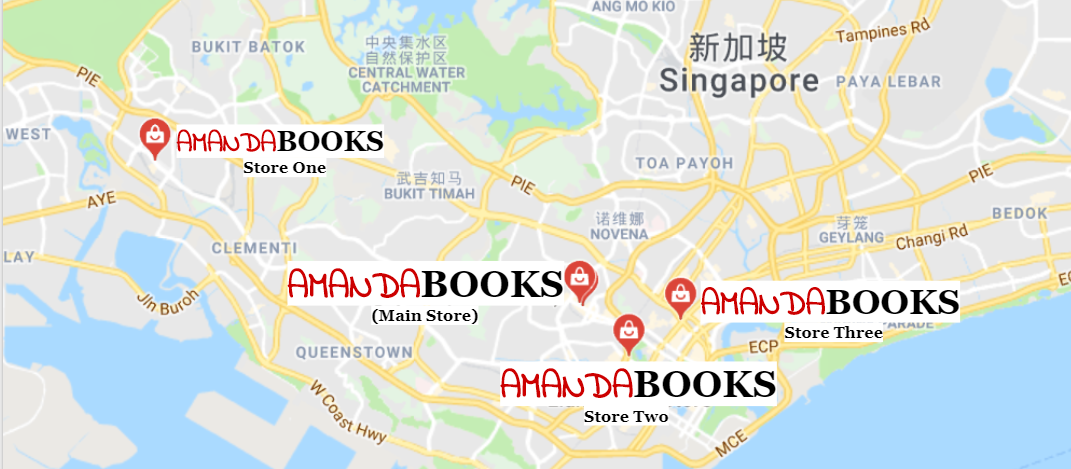 ANG MO KIO
Tampines Rd
BUKIT BATOK
中央集水区
自然保护区
CENTRAL WATER
CATCHMENT
新加坡
Singapore
PAYA LEBAR
PIE
WEST
AMANDABOOKS
Store One
TOA PAYOH
武吉知马
BUKIT TIMAH
PIE
PIE
AYE
BEDOK
诺维娜
NOVENA
芽笼
GEYLANG
Changi Rd
CLEMENTI
LAY
AMANDABOOKS
(Main Store)
Jln Buroh
AMANDABOOKS
Store Three
PARADE
ECP
QUEENSTOWN
AMANDABOOKS
Store Two
W Coast Hwy
MCE